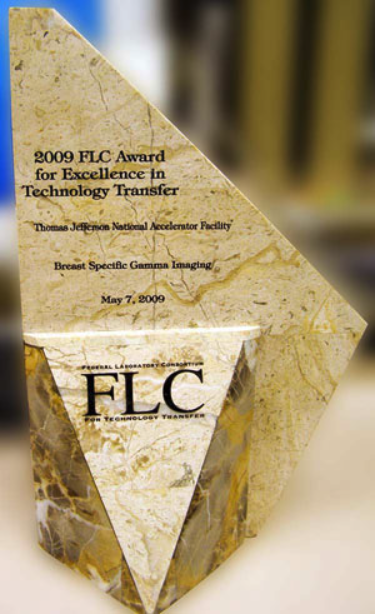 2009 FLC Award
for Excellence in
Technology Transfer
Thomas Jefferson National Accelerator Facility
Breast Specific Gamma Imaging
May 7, 2009
FEDERAL LABORATORY CONSORTIUM
FLC
FOR TECHNOLOGY TRANSFER